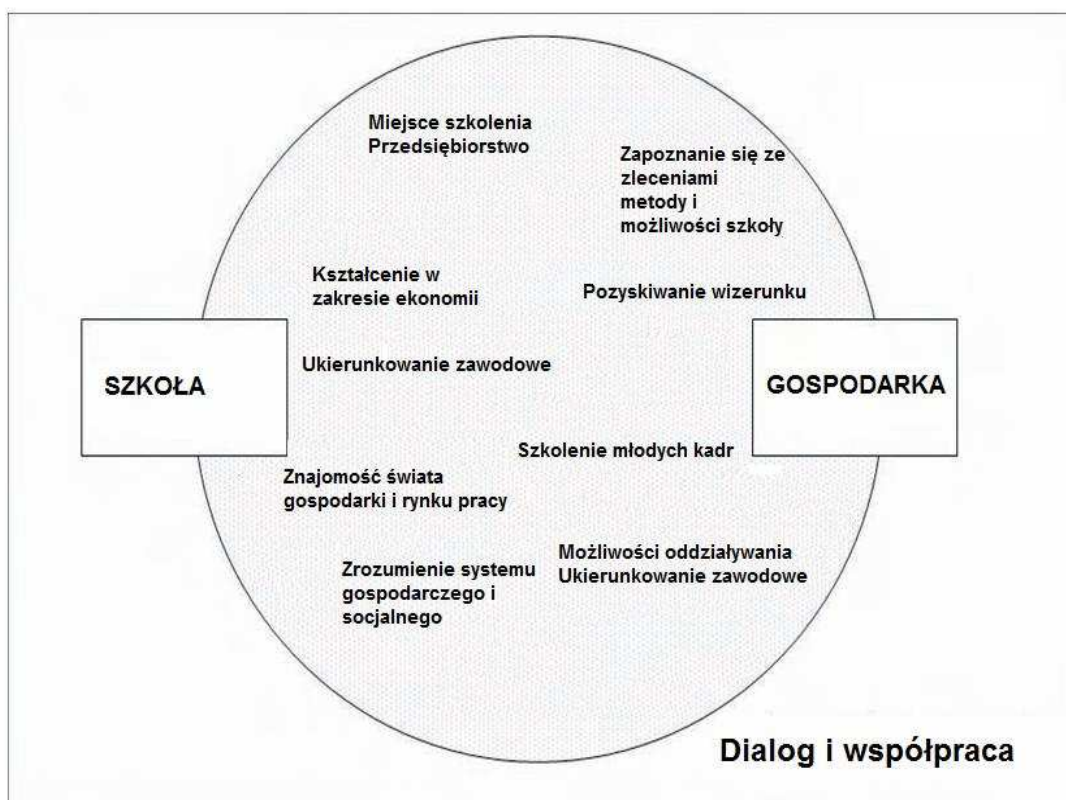 Miejsce szkolenia
Przedsiębiorstwo
Zapoznanie się ze
zleceniami
metody i
możliwości szkoły
Kształcenie w
zakresie ekonomii
Pozyskiwanie wizerunku
Ukierunkowanie zawodowe
SZKOŁA
GOSPODARKA
Szkolenie młodych kadr
Znajomość świata
gospodarki i rynku pracy
Możliwości oddziaływania
Ukierunkowanie zawodowe
Zrozumienie systemu
gospodarczego i
socjalnego
Dialog i współpraca